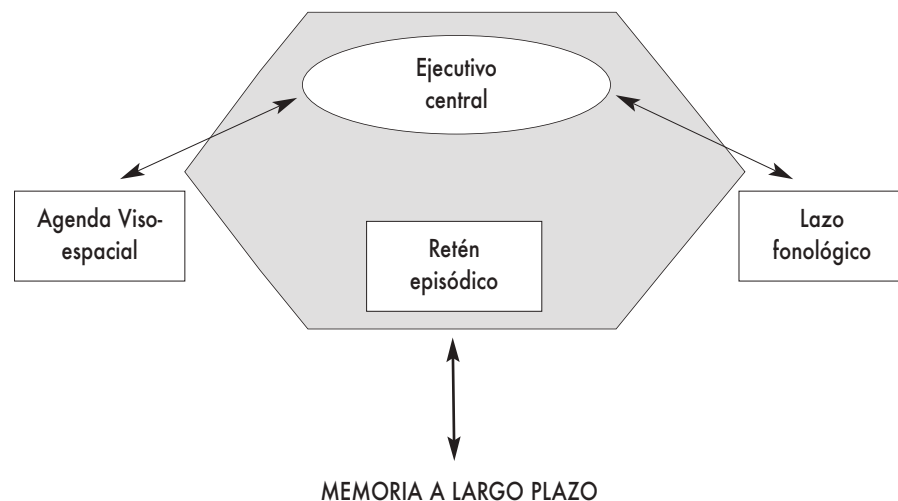 Ejecutivo
central
Agenda Viso-
espacial
Retén
episódico
Lazo
fonológico
MEMORIA A LARGO PLAZO